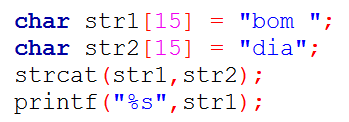 char str1[15] = "bom ";
char str2[15] = "dia";
strcat(str1,str2);
printf("%s",str1);